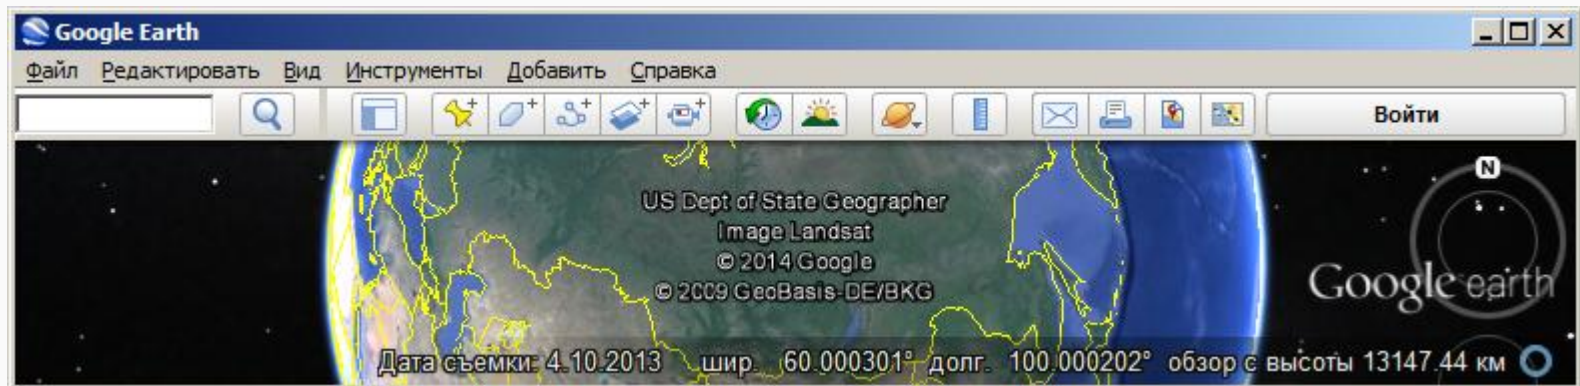 Google Earth
Файл Редактировать Вид Инструменты Добавить Справка
Войти
N
US Dept of State Geographer
Image Landsat
© 2014 Google
© 2009 GeoBasis-DE/BKG
Google earth
Дата съемки: 4.10.2013 шир. 60.000301° долг. 100.000202° обзор с высоты 13147.44 км